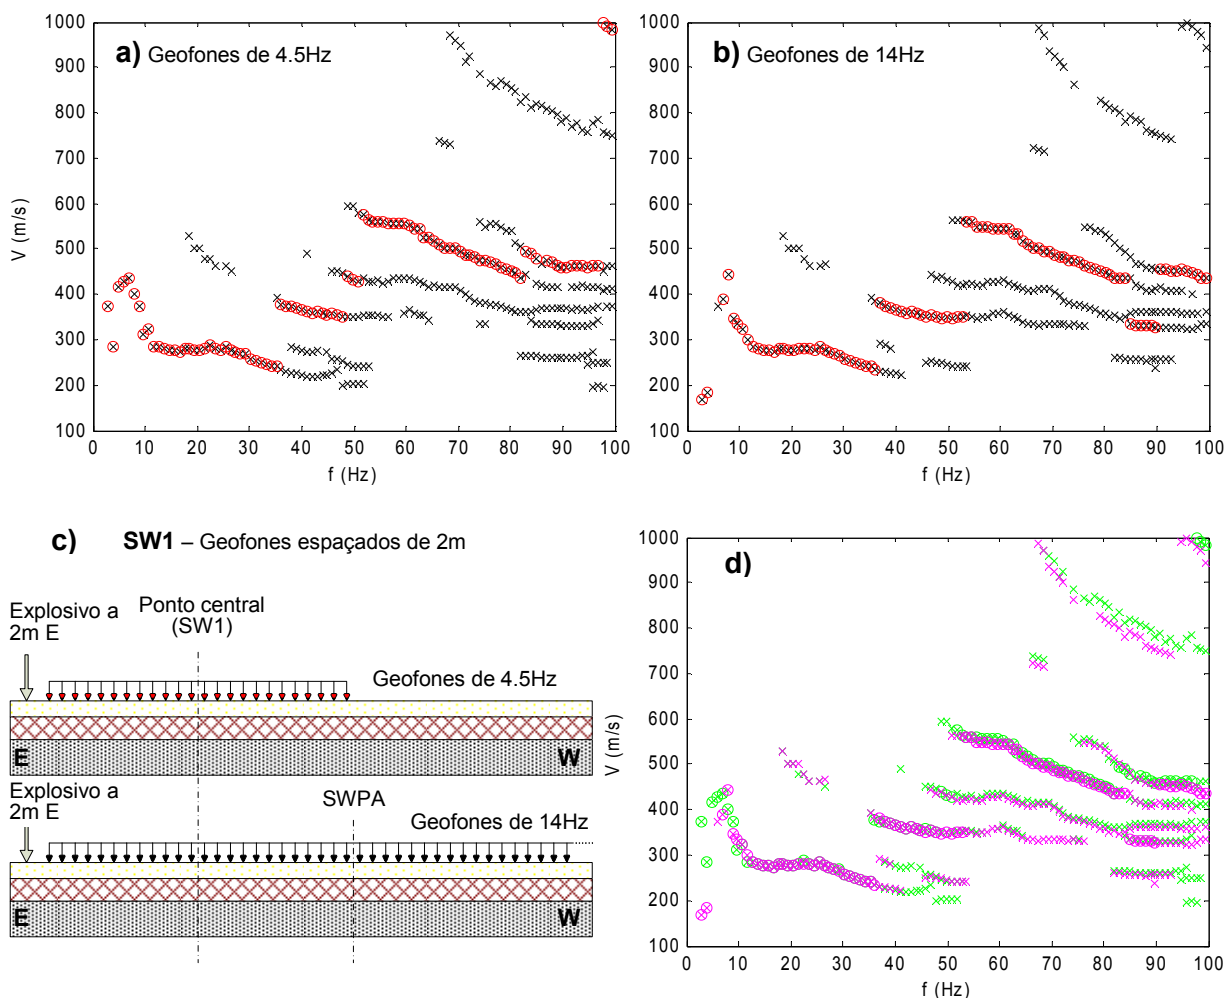 a) Geofones de 4.5Hz
1000
900
800
700
600
500
400
300
200
100
V (m/s)
0 10 20 30 40 50 60 70 80 90 100
f (Hz)
b) Geofones de 14Hz
1000
900
800
700
600
500
400
300
200
100
0 10 20 30 40 50 60 70 80 90 100
f (Hz)
c) SW1 – Geofones espaçados de 2m
Explosivo a
2m E
Ponto central
(SW1)
Geofones de 4.5Hz
E W
Explosivo a
2m E
SWPA
Geofones de 14Hz
E W
d)
1000
900
800
700
600
500
400
300
200
100
V (m/s)
0 10 20 30 40 50 60 70 80 90 100
f (Hz)